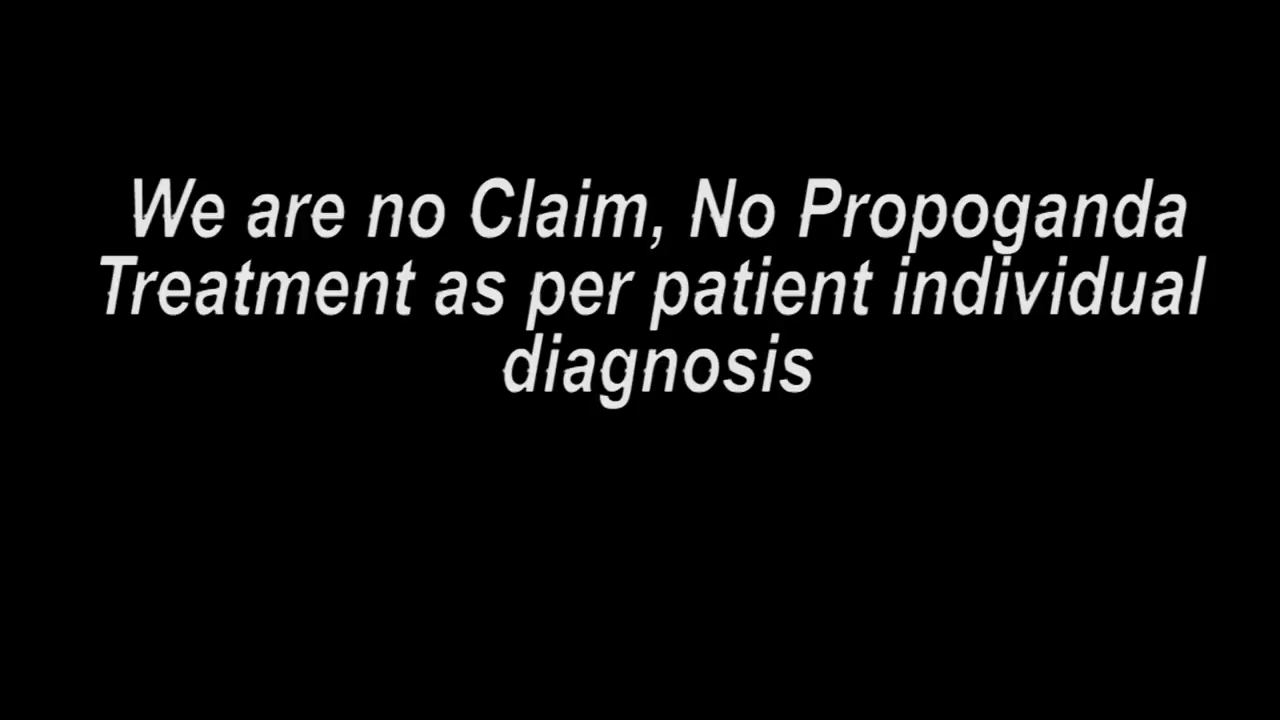 We are no Claim, No Propoganda
Treatment as per patient individual
diagnosis